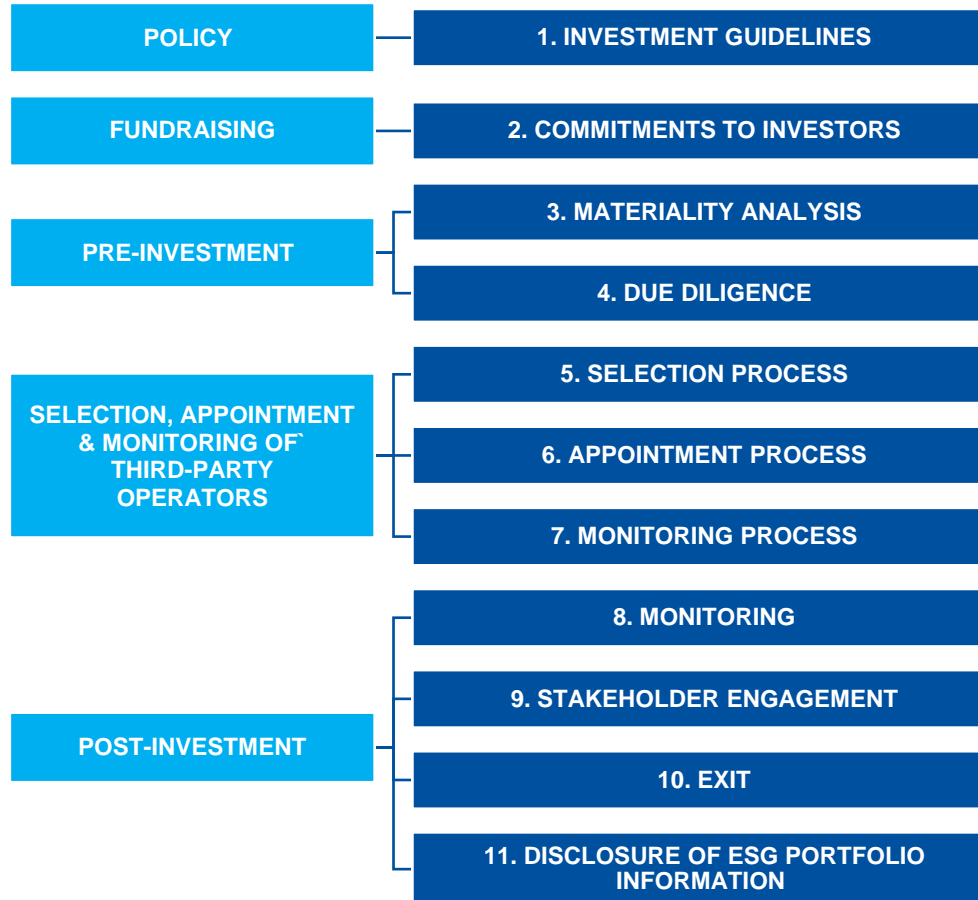 POLICY
1. INVESTMENT GUIDELINES
FUNDRAISING
2. COMMITMENTS TO INVESTORS
PRE-INVESTMENT
3. MATERIALITY ANALYSIS
4. DUE DILIGENCE
SELECTION, APPOINTMENT
& MONITORING OF`
THIRD-PARTY
OPERATORS
5. SELECTION PROCESS
6. APPOINTMENT PROCESS
7. MONITORING PROCESS
POST-INVESTMENT
8. MONITORING
9. STAKEHOLDER ENGAGEMENT
10. EXIT
11. DISCLOSURE OF ESG PORTFOLIO
INFORMATION